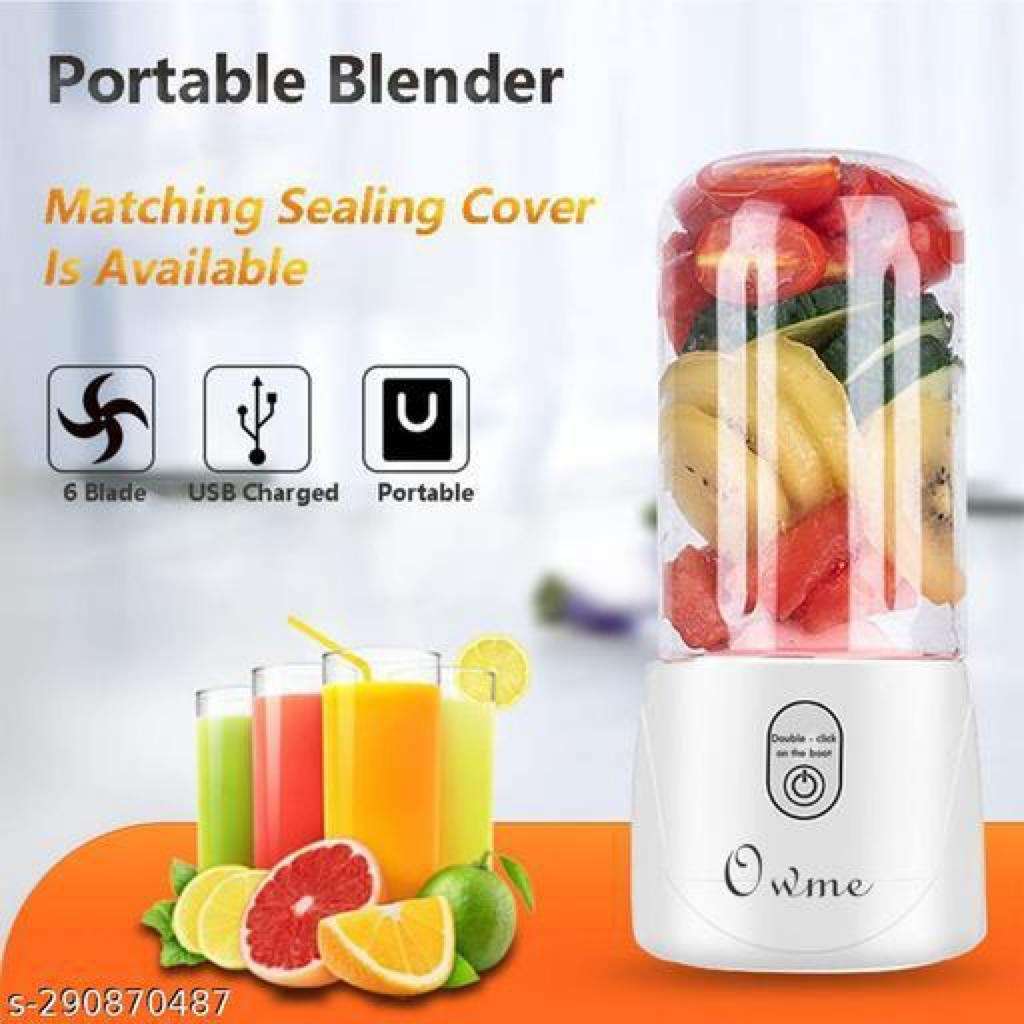 Portable Blender
Matching Sealing Cover
Is Available
6 Blade
USB Charged
Portable
Double - click
on the boot
Owme
s-290870487